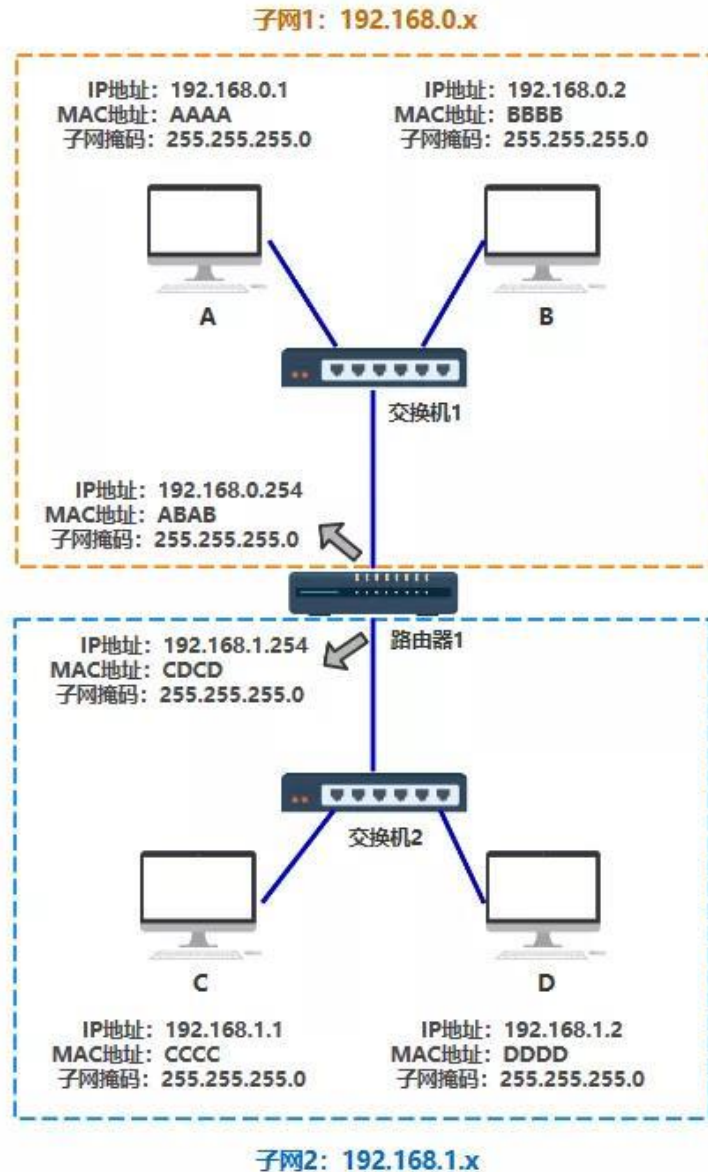 子网1：192.168.0.x
IP地址：192.168.0.1
MAC地址：AAAA
子网掩码：255.255.255.0
IP地址：192.168.0.2
MAC地址：BBBB
子网掩码：255.255.255.0
A
B
交换机1
IP地址：192.168.0.254
MAC地址：ABAB
子网掩码：255.255.255.0
路由器1
IP地址：192.168.1.254
MAC地址：CDCD
子网掩码：255.255.255.0
交换机2
C
D
IP地址：192.168.1.1
MAC地址：CCCC
子网掩码：255.255.255.0
IP地址：192.168.1.2
MAC地址：DDDD
子网掩码：255.255.255.0
子网2：192.168.1.x